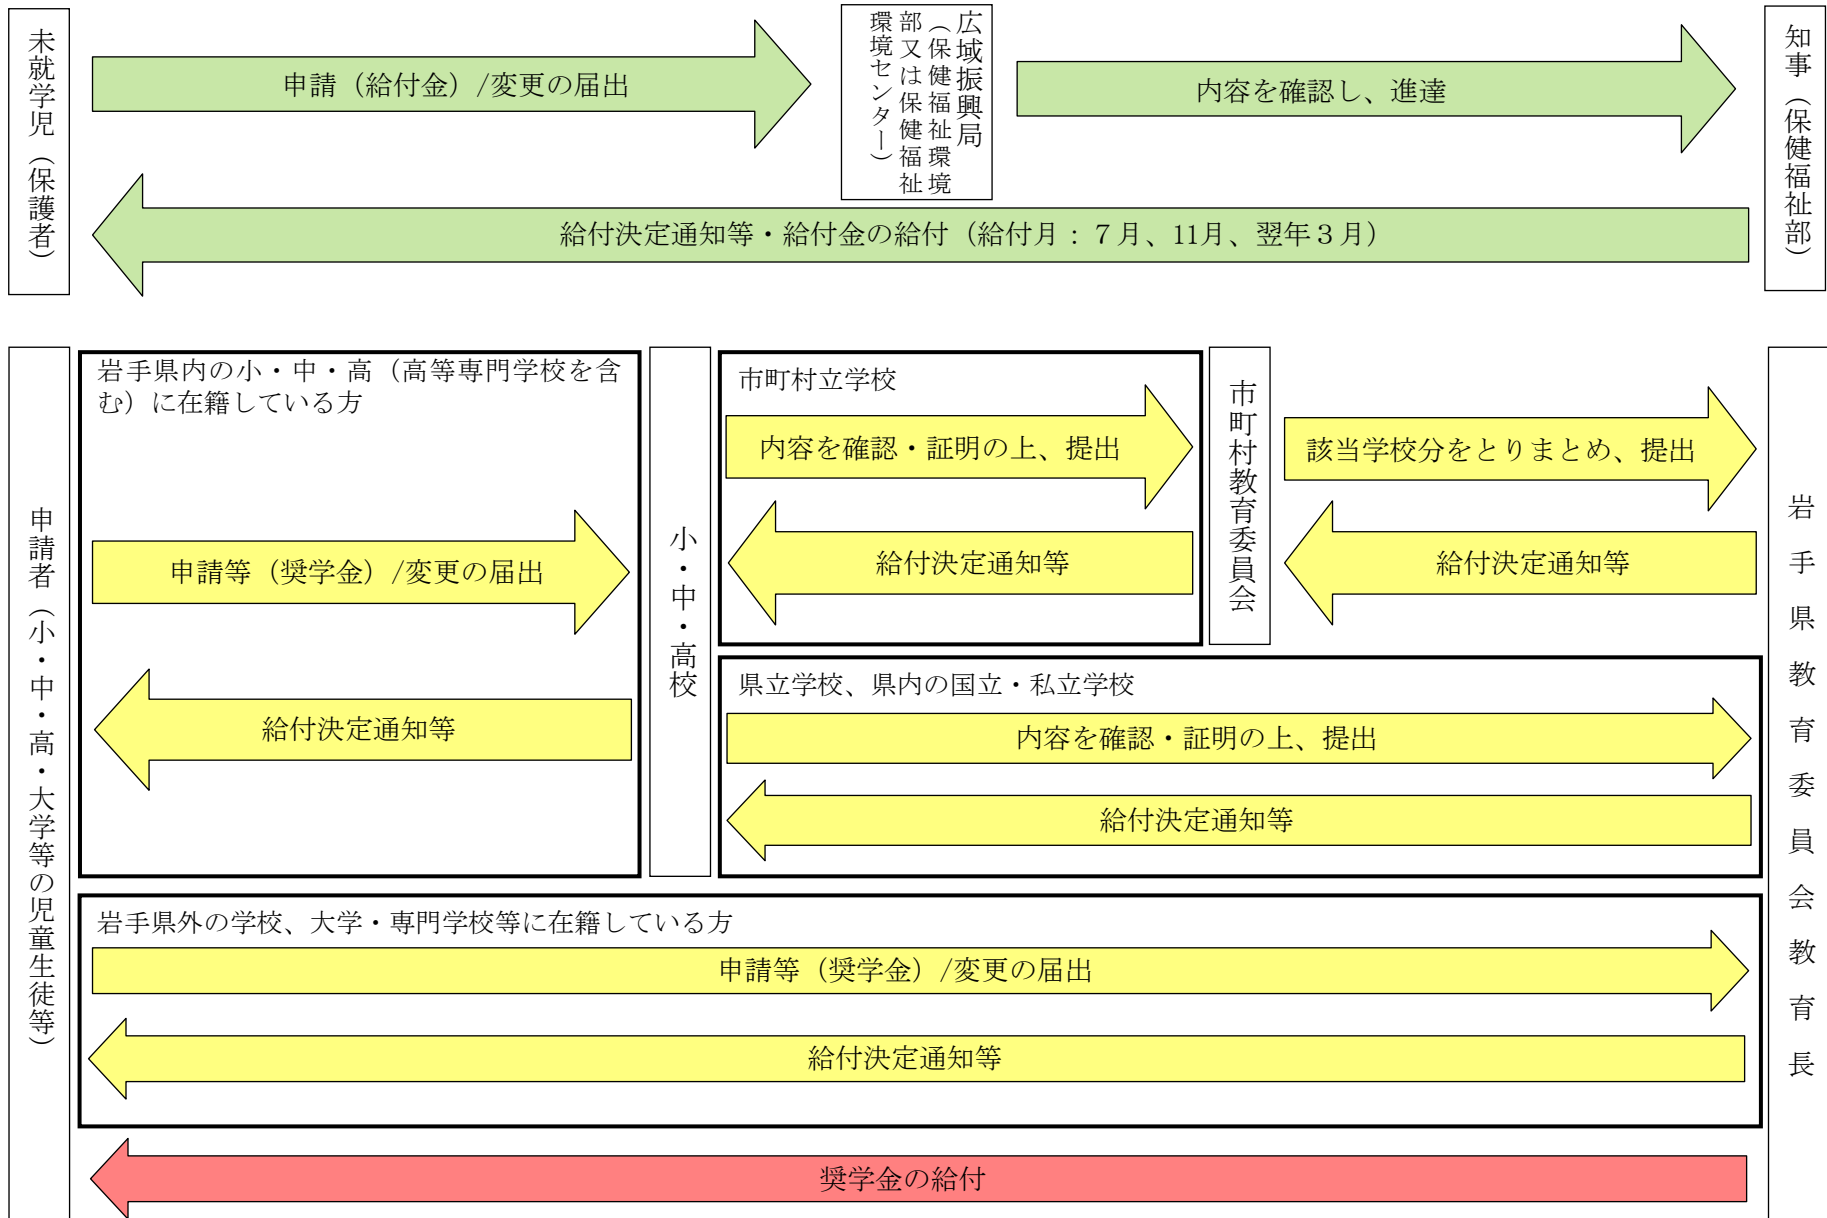 未就学児（保護者）
申請（給付金）/変更の届出
広域振興局
（保健福祉環境
部又は保健福祉
環境センター）
内容を確認し、進達
知事（保健福祉部）
給付決定通知等・給付金の給付（給付月：７月、11月、翌年３月）
申請者（小・中・高・大学等の児童生徒等）
岩手県内の小・中・高（高等専門学校を含
む）に在籍している方
申請等（奨学金）/変更の届出
給付決定通知等
小・中・高校
市町村立学校
内容を確認・証明の上、提出
給付決定通知等
市町村教育委員会
該当学校分をとりまとめ、提出
給付決定通知等
県立学校、県内の国立・私立学校
内容を確認・証明の上、提出
給付決定通知等
岩手県教育委員会教育長
岩手県外の学校、大学・専門学校等に在籍している方
申請等（奨学金）/変更の届出
給付決定通知等
奨学金の給付